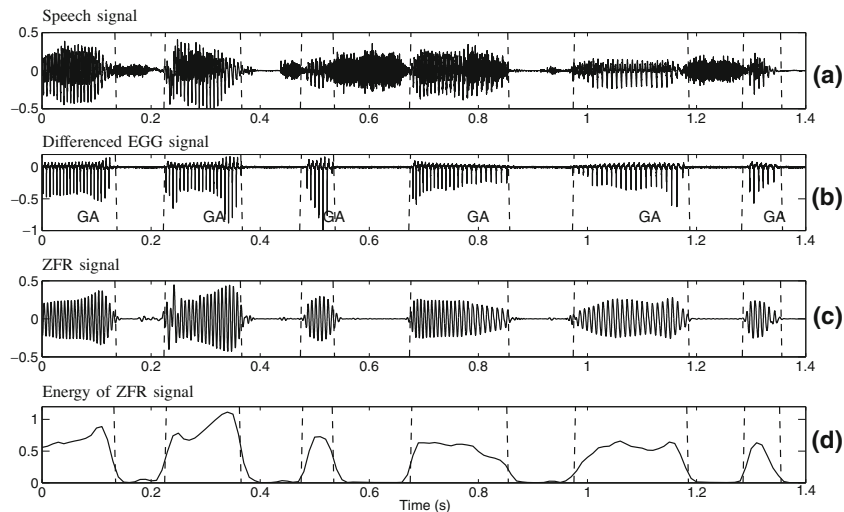 Speech signal
0.5
0
−0.5
0 0.2 0.4 0.6 0.8 1 1.2 1.4
(a)
Differenced EGG signal
0
−0.5
−1
GA GA GA GA GA GA
0 0.2 0.4 0.6 0.8 1 1.2 1.4
(b)
ZFR signal
0.5
0
−0.5
0 0.2 0.4 0.6 0.8 1 1.2 1.4
(c)
Energy of ZFR signal
1
0.5
0
0 0.2 0.4 0.6 0.8 1 1.2 1.4
Time (s)
(d)